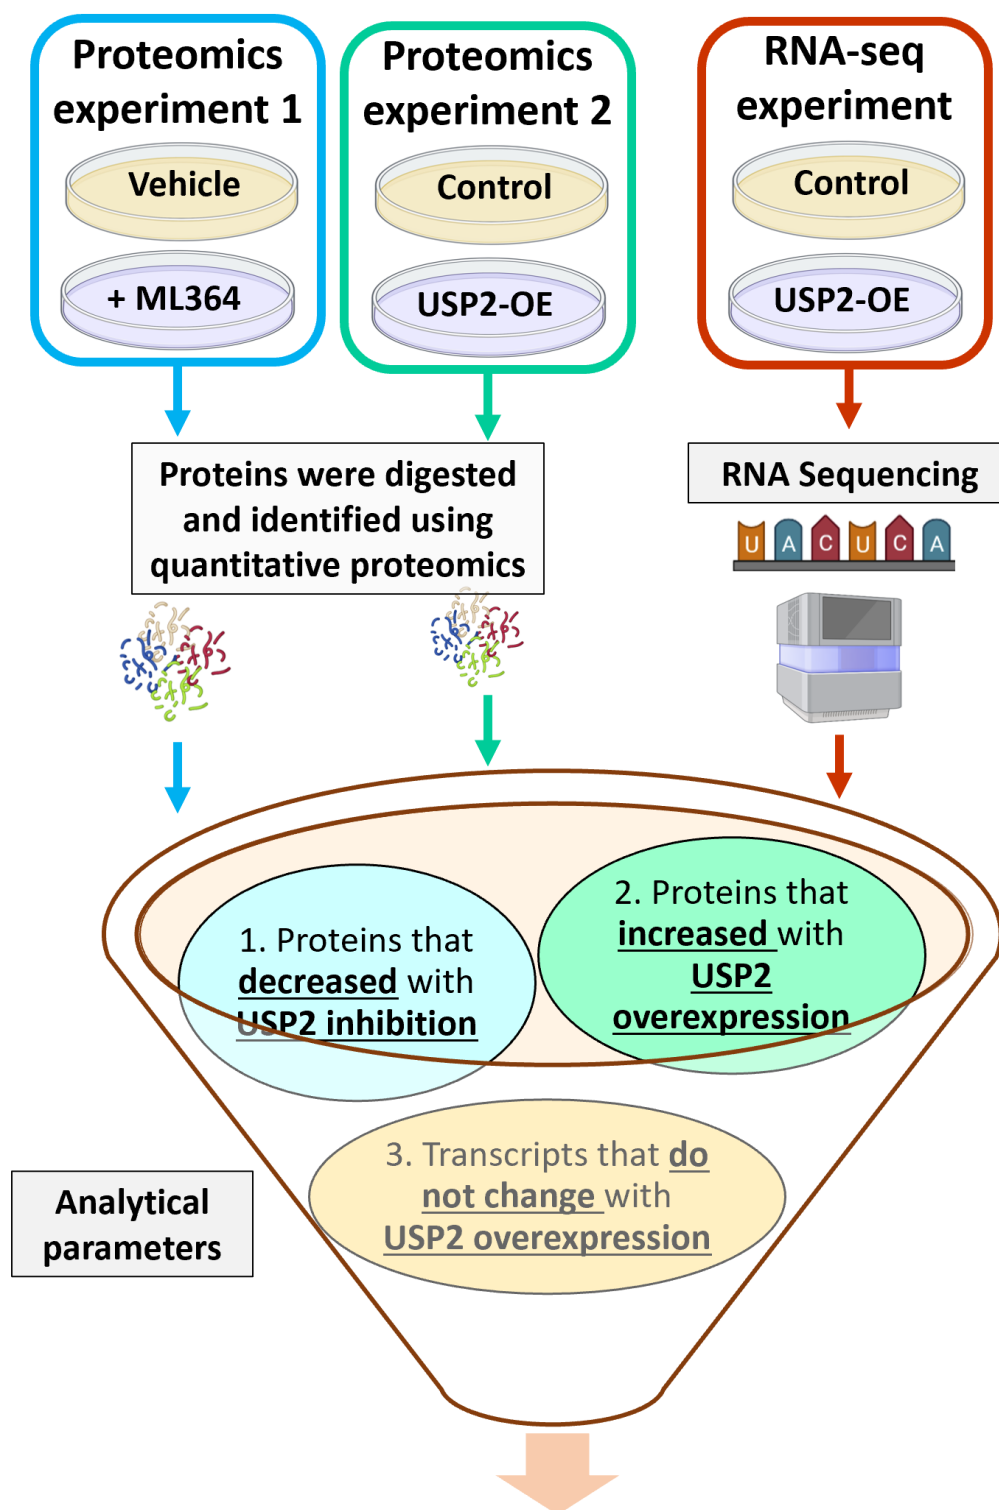 Proteomics
experiment 1
Vehicle
+ ML364
Proteomics
experiment 2
Control
USP2-OE
RNA-seq
experiment
Control
USP2-OE
Proteins were digested
and identified using
quantitative proteomics
RNA Sequencing
U A C U C A
1. Proteins that
decreased with
USP2 inhibition
2. Proteins that
increased with
USP2
overexpression
3. Transcripts that do
not change with
USP2 overexpression
Analytical
parameters